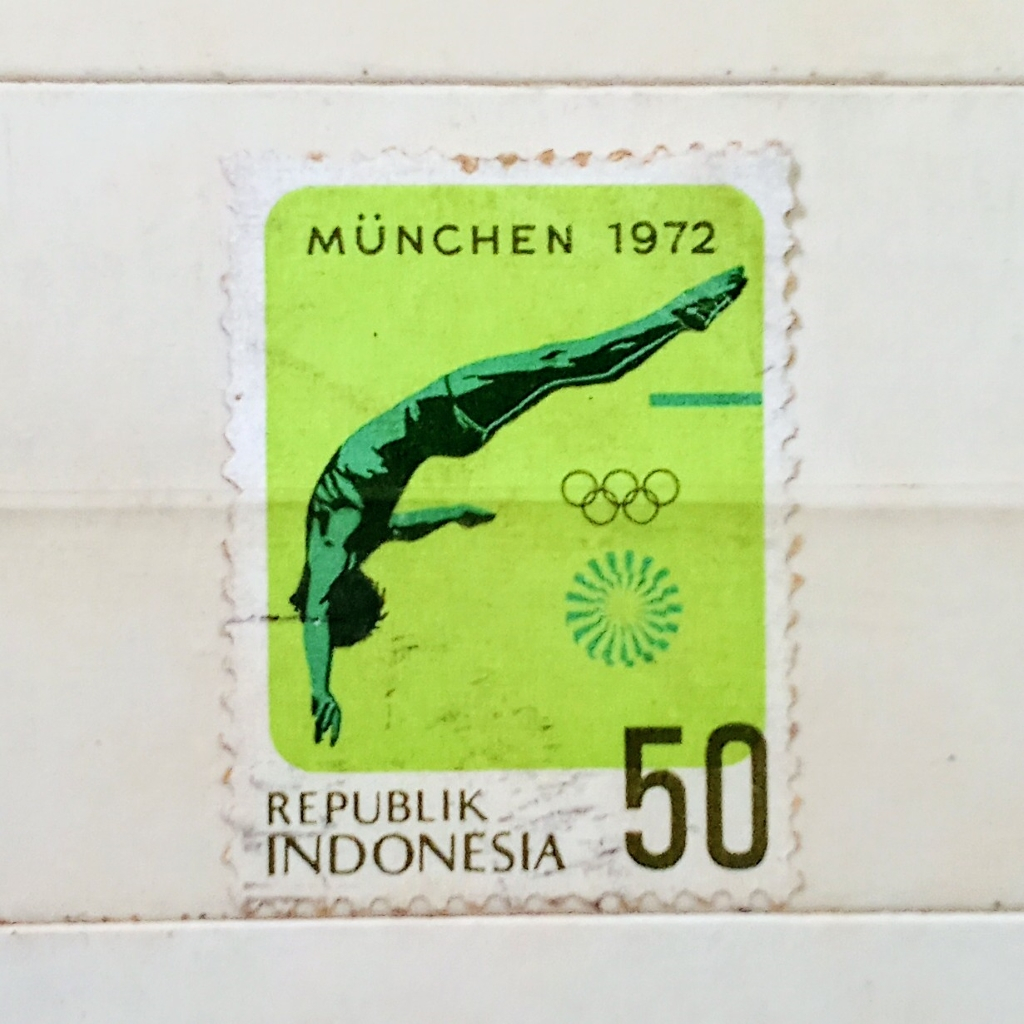 MÜNCHEN 1972
REPUBLIK
INDONESIA
50